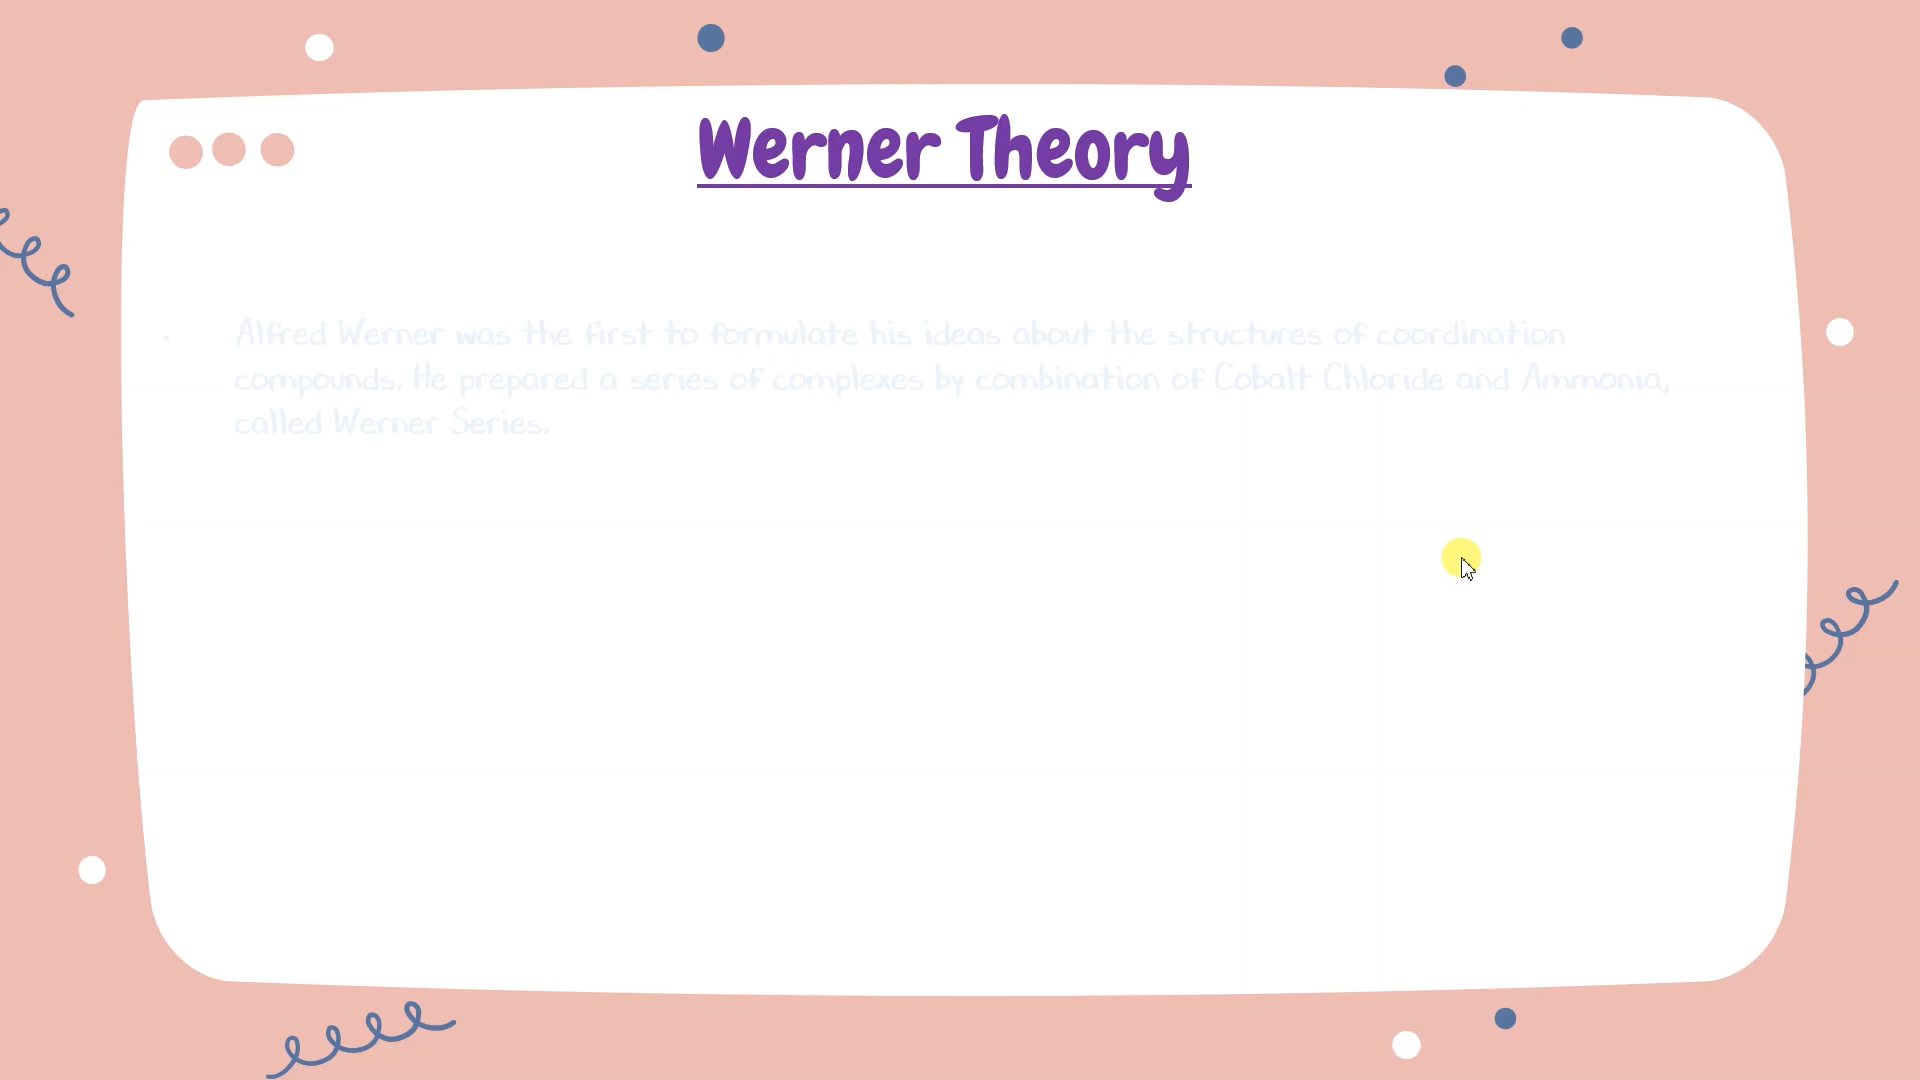 Werner Theory
• Alfred Werner was the first to formulate his ideas about the structures of coordination
compounds. He prepared a series of complexes by combination of Cobalt Chloride and Ammonia,
called Werner Series.